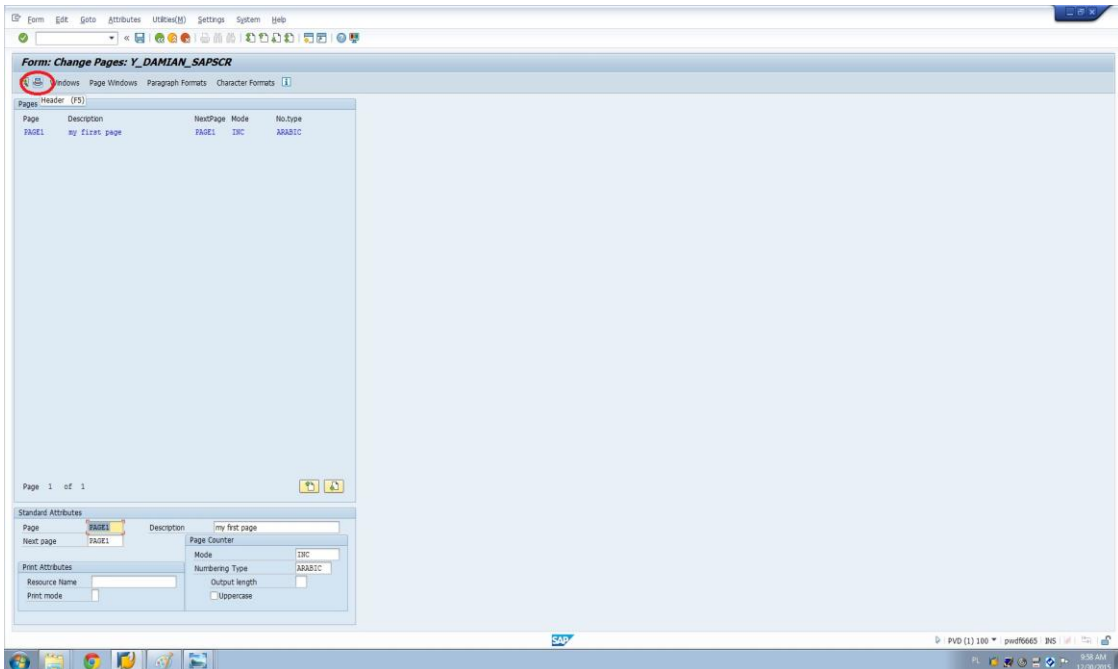 Form Edit Goto Attributes Utilities(M) Settings System Help
Form: Change Pages: Y_DAMIAN_SAPSCR
Windows Page Windows Paragraph Formats Character Formats
Header (F5)
Pages
Page Description NextPage Mode No.type
PAGE1 my first page PAGE1 INC ARABIC
Page 1 of 1
Standard Attributes
Page PAGE1 Description my first page
Next page PAGE1 Page Counter
Mode INC
Print Attributes Numbering Type ARABIC
Resource Name Output length
Print mode Uppercase
SAP PVD (1) 100 pwdf6665 INS
PL 9:58 AM